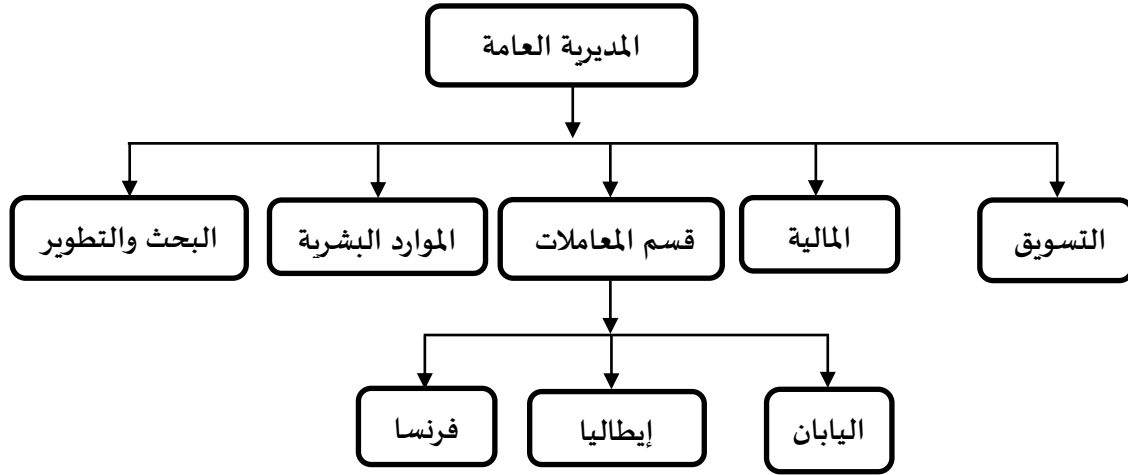 المديرية العامة
التسويق
المالية
قسم المعاملات
الموارد البشرية
البحث والتطوير
اليابان
إيطاليا
فرنسا